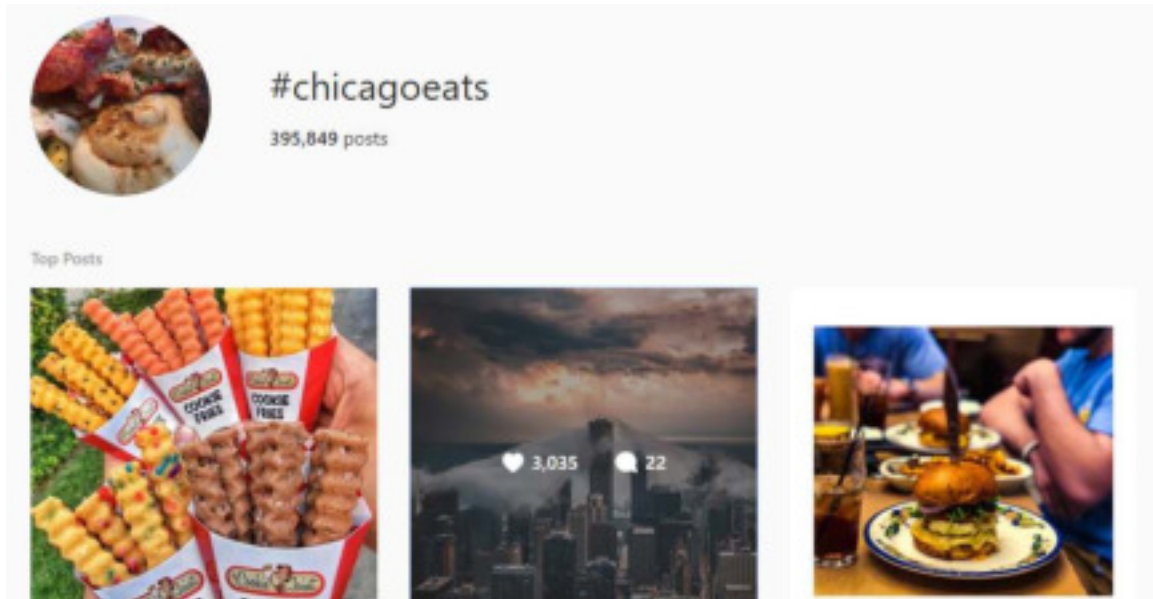 #chicagoeats
395,849 posts
Top Posts
COOKIE
FRIES
COOKIE
FRIES
3,035 22